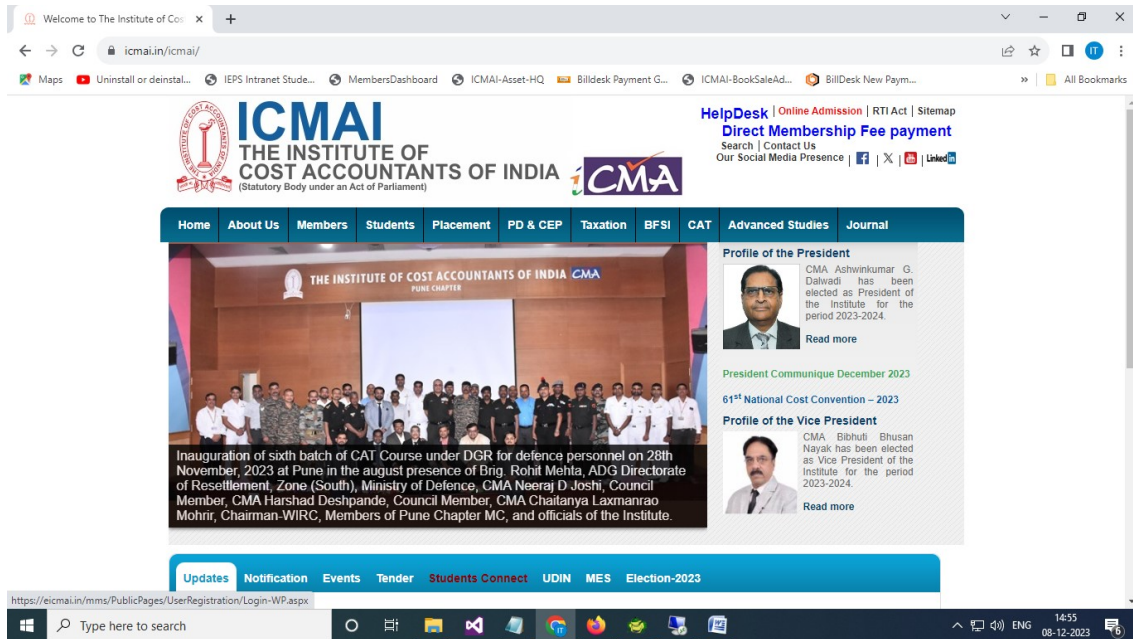 Welcome to The Institute of Cos
icmai.in/icmai/
IT
Maps
Uninstall or deinstal...
IEPS Intranet Stude...
MembersDashboard
ICMAI-Asset-HQ
Billdesk Payment G...
ICMAI-BookSaleAd...
BillDesk New Paym...
»
All Bookmarks
ICMAI
THE INSTITUTE OF
COST ACCOUNTANTS OF INDIA
(Statutory Body under an Act of Parliament)
iCMA
HelpDesk | Online Admission | RTI Act | Sitemap
Direct Membership Fee payment
Search | Contact Us
Our Social Media Presence | f | X | | Linked in
Home About Us Members Students Placement PD & CEP Taxation BFSI CAT Advanced Studies Journal
THE INSTITUTE OF COST ACCOUNTANTS OF INDIA CMA
PUNE CHAPTER
Inauguration of sixth batch of CAT Course under DGR for defence personnel on 28th
November, 2023 at Pune in the august presence of Brig. Rohit Mehta, ADG Directorate
of Resettlement, Zone (South), Ministry of Defence, CMA Neeraj D Joshi, Council
Member, CMA Harshad Deshpande, Council Member, CMA Chaitanya Laxmanrao
Mohrir, Chairman-WIRC, Members of Pune Chapter MC, and officials of the Institute.
Profile of the President
CMA Ashwinkumar G.
Dalwadi has been
elected as President of
the Institute for the
period 2023-2024.
Read more
President Communique December 2023
61st National Cost Convention – 2023
Profile of the Vice President
CMA Bibhuti Bhusan
Nayak has been elected
as Vice President of the
Institute for the period
2023-2024.
Read more
Updates Notification Events Tender Students Connect UDIN MES Election-2023
https://eicmai.in/mms/PublicPages/UserRegistration/Login-WP.aspx
Type here to search
ENG
14:55
08-12-2023
6